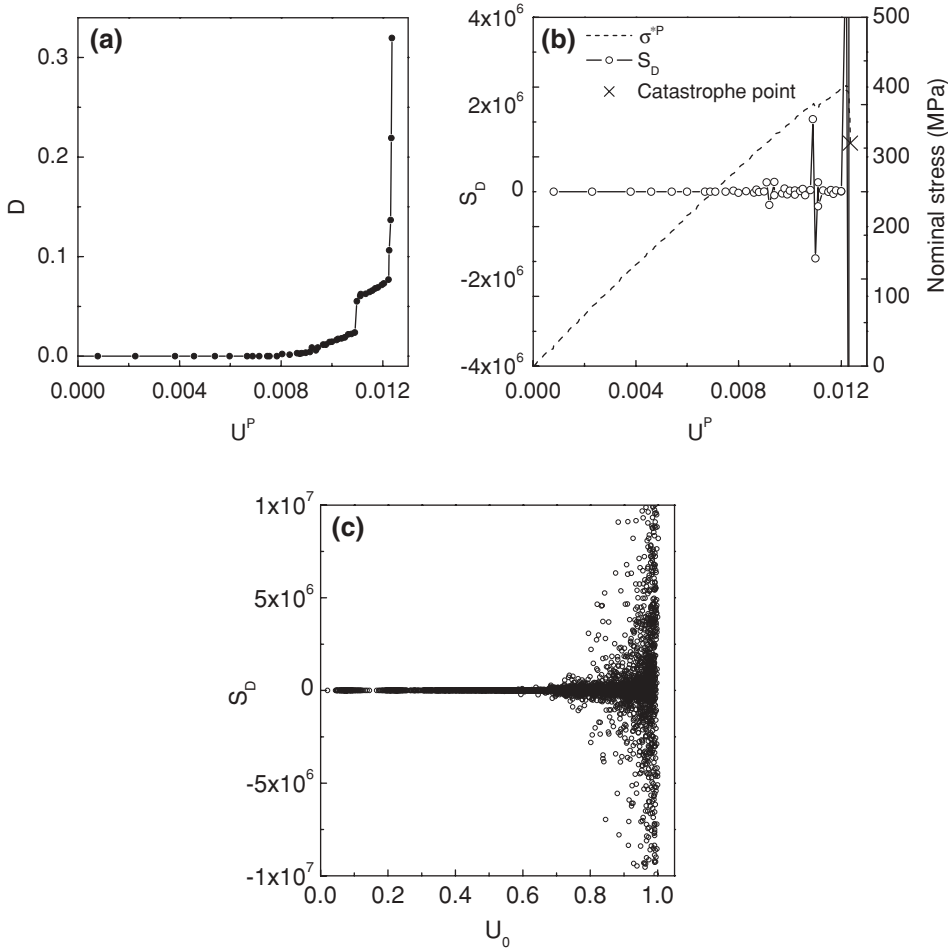 (a)
0.3
0.2
0.1
0.0
D
0.000 0.004 0.008 0.012
U^P
(b)
σ*P
S_D
Catastrophe point
4x10^6
2x10^6
0
-2x10^6
-4x10^6
S_D
500
400
300
200
100
0
Nominal stress (MPa)
0.000 0.004 0.008 0.012
U^P
(c)
1x10^7
5x10^6
0
-5x10^6
-1x10^7
S_D
0.0 0.2 0.4 0.6 0.8 1.0
U_0